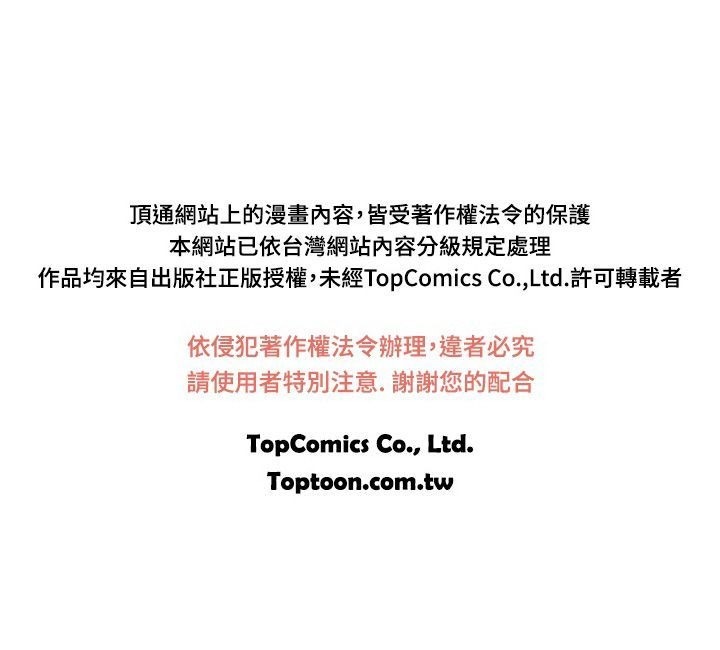 頂通網站上的漫畫內容，皆受著作權法令的保護
本網站已依台灣網站內容分級規定處理
作品均來自出版社正版授權，未經TopComics Co.,Ltd.許可轉載者
依侵犯著作權法令辦理，違者必究
請使用者特別注意. 謝謝您的配合
TopComics Co., Ltd.
Toptoon.com.tw